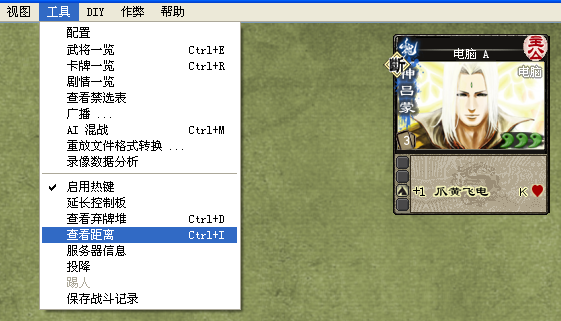 视图 工具 DIY 作弊 帮助
配置
武将一览 Ctrl+E
卡牌一览 Ctrl+R
剧情一览
查看禁选表
广播 ...
AI 混战 Ctrl+M
重放文件格式转换 ...
录像数据分析
启用热键
延长控制板
查看弃牌堆 Ctrl+D
查看距离 Ctrl+I
服务器信息
投降
踢人
保存战斗记录
电脑 A
主公
电脑
神吕蒙
3
+1 爪黄飞电 K